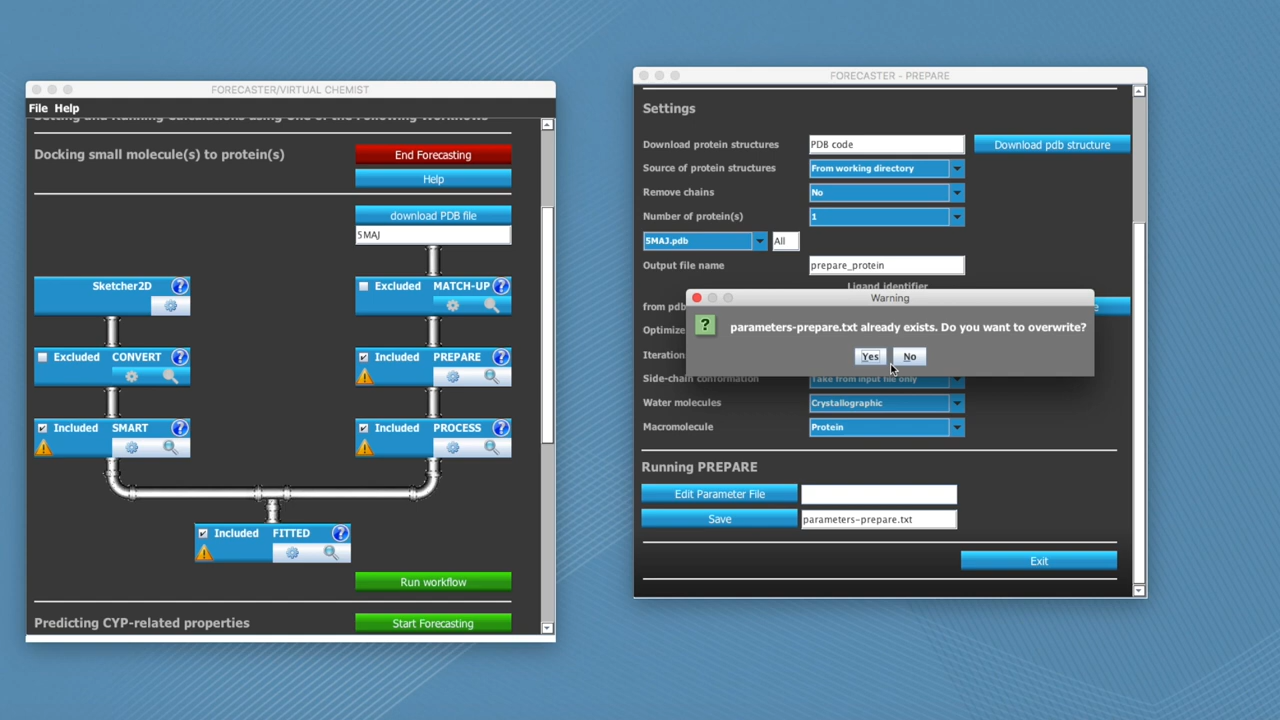 FORECASTER/VIRTUAL CHEMIST
File Help
Docking small molecule(s) to protein(s)
End Forecasting
Help
download PDB file
5MAJ
Sketcher2D
Excluded MATCH-UP
Excluded CONVERT
Included PREPARE
Included SMART
Included PROCESS
Included FITTED
Run workflow
Predicting CYP-related properties
Start Forecasting
FORECASTER - PREPARE
Settings
Download protein structures
PDB code
Download pdb structure
Source of protein structures
From working directory
Remove chains
No
Number of protein(s)
1
5MAJ.pdb
All
Output file name
prepare_protein
Ligand identifier
from pdb
Warning
parameters-prepare.txt already exists. Do you want to overwrite?
Yes
No
Optimize
Iteration
Side-chain conformation
Take from input file only
Water molecules
Crystallographic
Macromolecule
Protein
Running PREPARE
Edit Parameter File
Save
parameters-prepare.txt
Exit